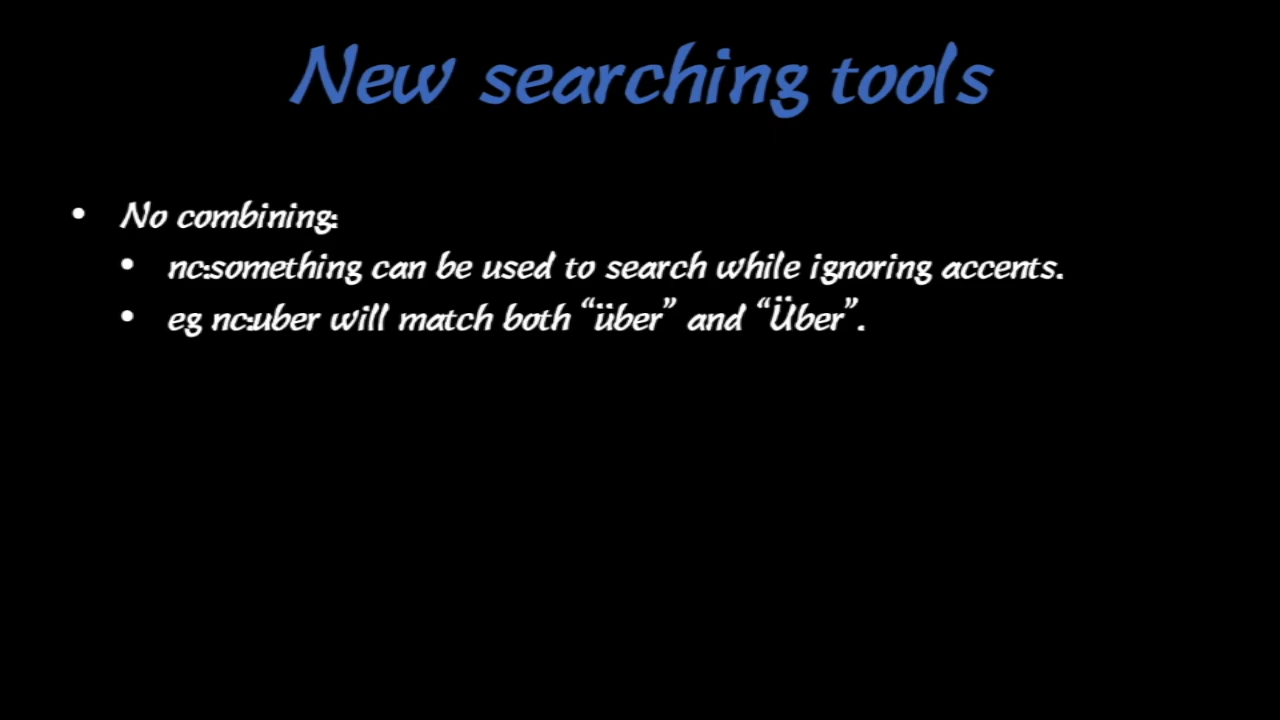 New searching tools
• No combining:
• nc:something can be used to search while ignoring accents.
• eg nc:uber will match both “über” and “Über”.